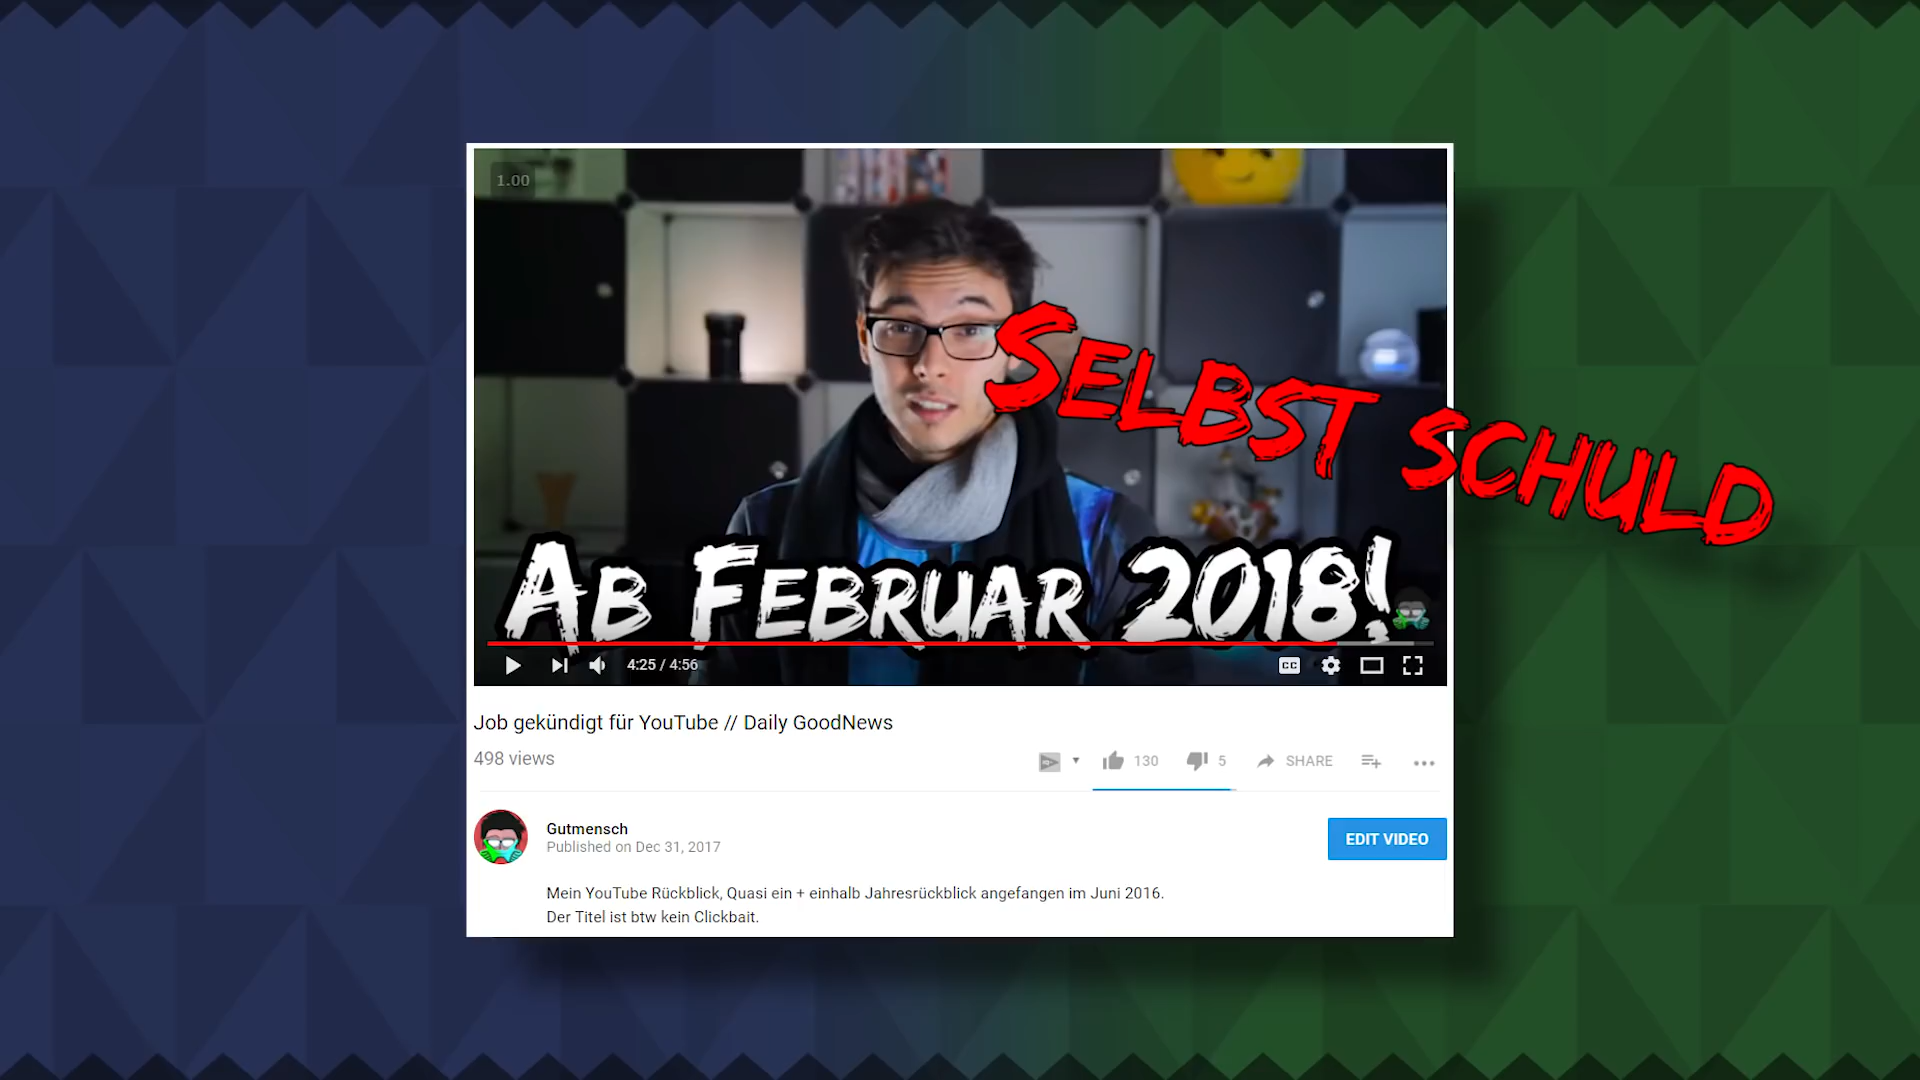 1.00
SELBST SCHULD
AB FEBRUAR 2018!
4:25 / 4:56
CC
Job gekündigt für YouTube // Daily GoodNews
498 views
130
5
SHARE
Gutmensch
Published on Dec 31, 2017
EDIT VIDEO
Mein YouTube Rückblick, Quasi ein + einhalb Jahresrückblick angefangen im Juni 2016.
Der Titel ist btw kein Clickbait.